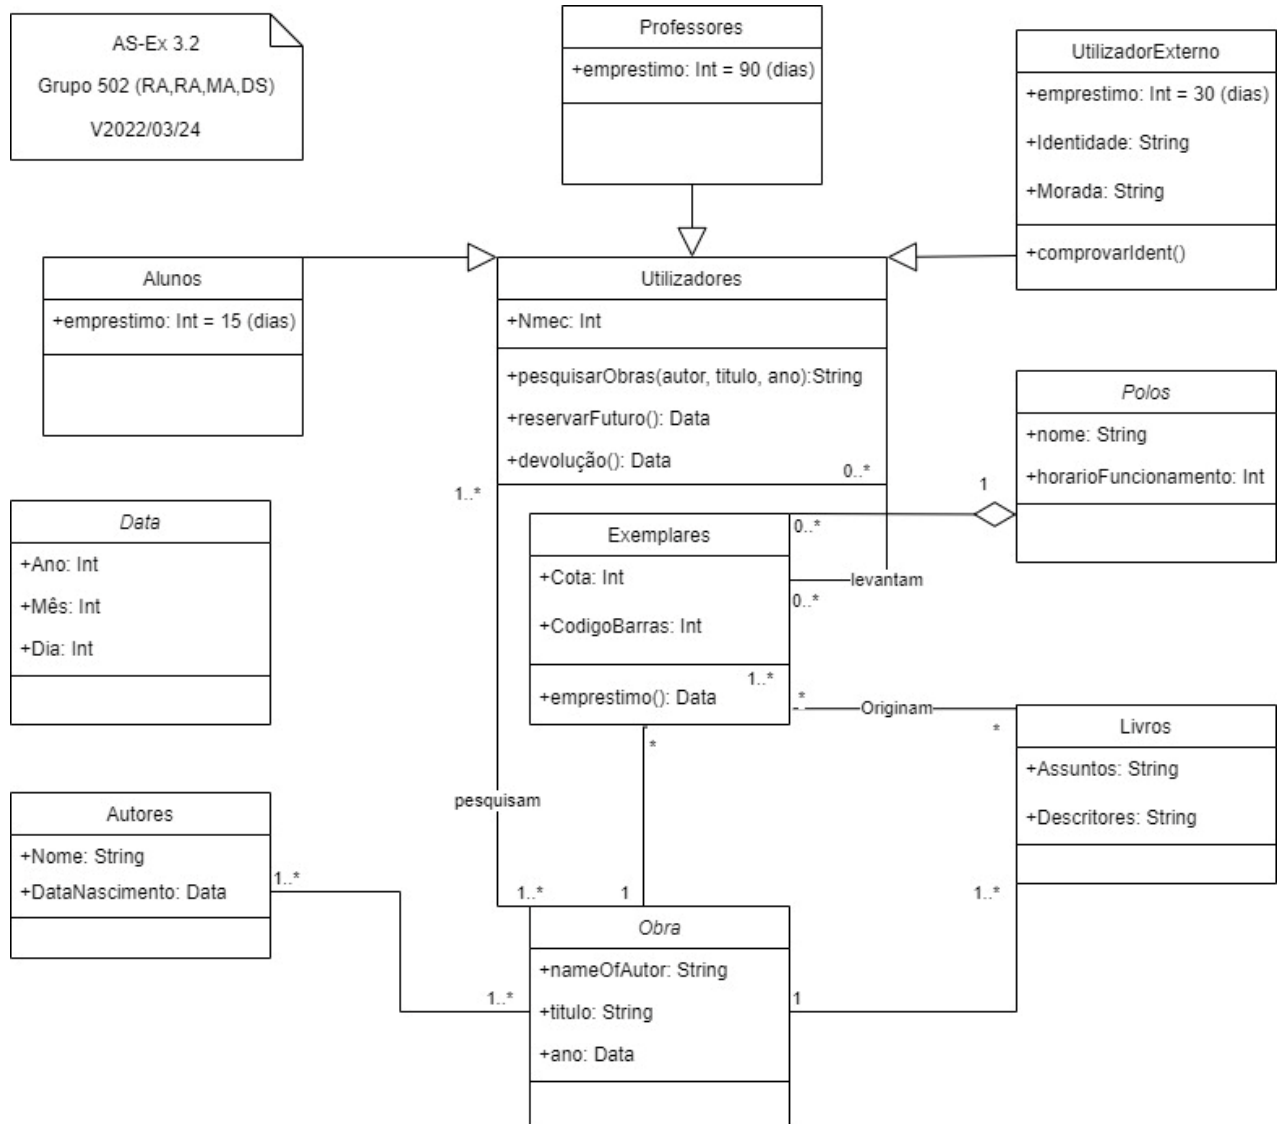 AS-Ex 3.2
Grupo 502 (RA,RA,MA,DS)
V2022/03/24
Professores
+emprestimo: Int = 90 (dias)
UtilizadorExterno
+emprestimo: Int = 30 (dias)
+Identidade: String
+Morada: String
+comprovarIdent()
Alunos
+emprestimo: Int = 15 (dias)
Utilizadores
+Nmec: Int
+pesquisarObras(autor, titulo, ano):String
+reservarFuturo(): Data
+devolução(): Data
0..*
1..*
Polos
+nome: String
+horarioFuncionamento: Int
1
0..*
Data
+Ano: Int
+Mês: Int
+Dia: Int
Exemplares
+Cota: Int
+CodigoBarras: Int
+emprestimo(): Data
levantam
0..*
1..*
*
Originam
*
*
Livros
+Assuntos: String
+Descritores: String
pesquisam
Autores
+Nome: String
+DataNascimento: Data
1..*
1..*
1
1..*
Obra
+nameOfAutor: String
+titulo: String
+ano: Data
1..*
1